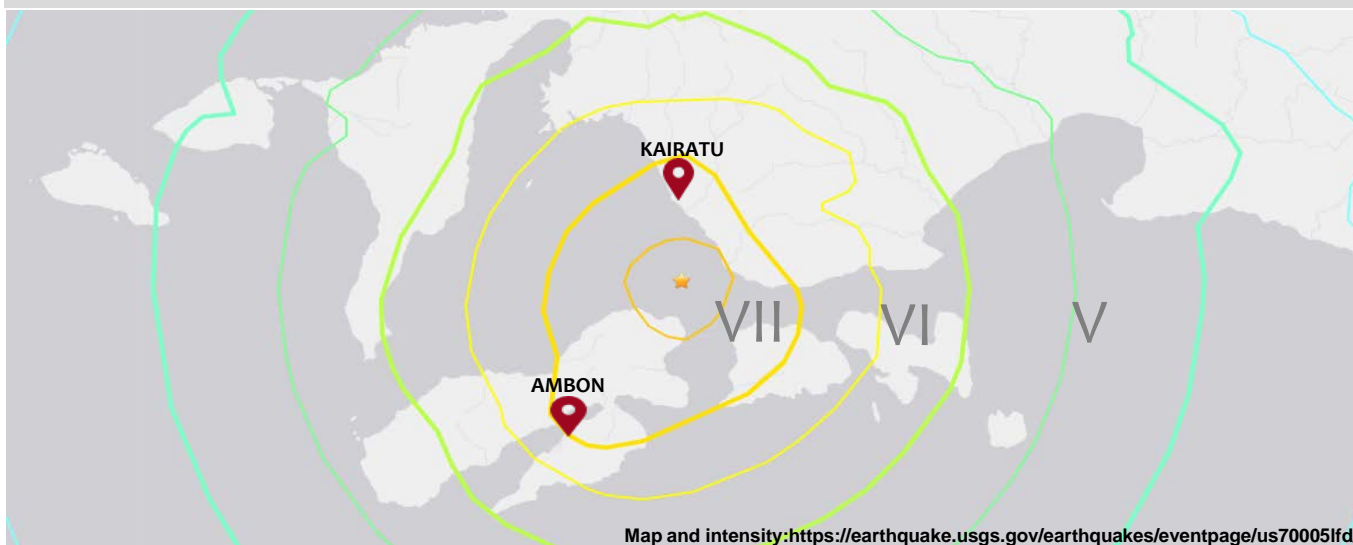 KAIRATU
VII
VI
V
AMBON
Map and intensity:https://earthquake.usgs.gov/earthquakes/eventpage/us70005lfd